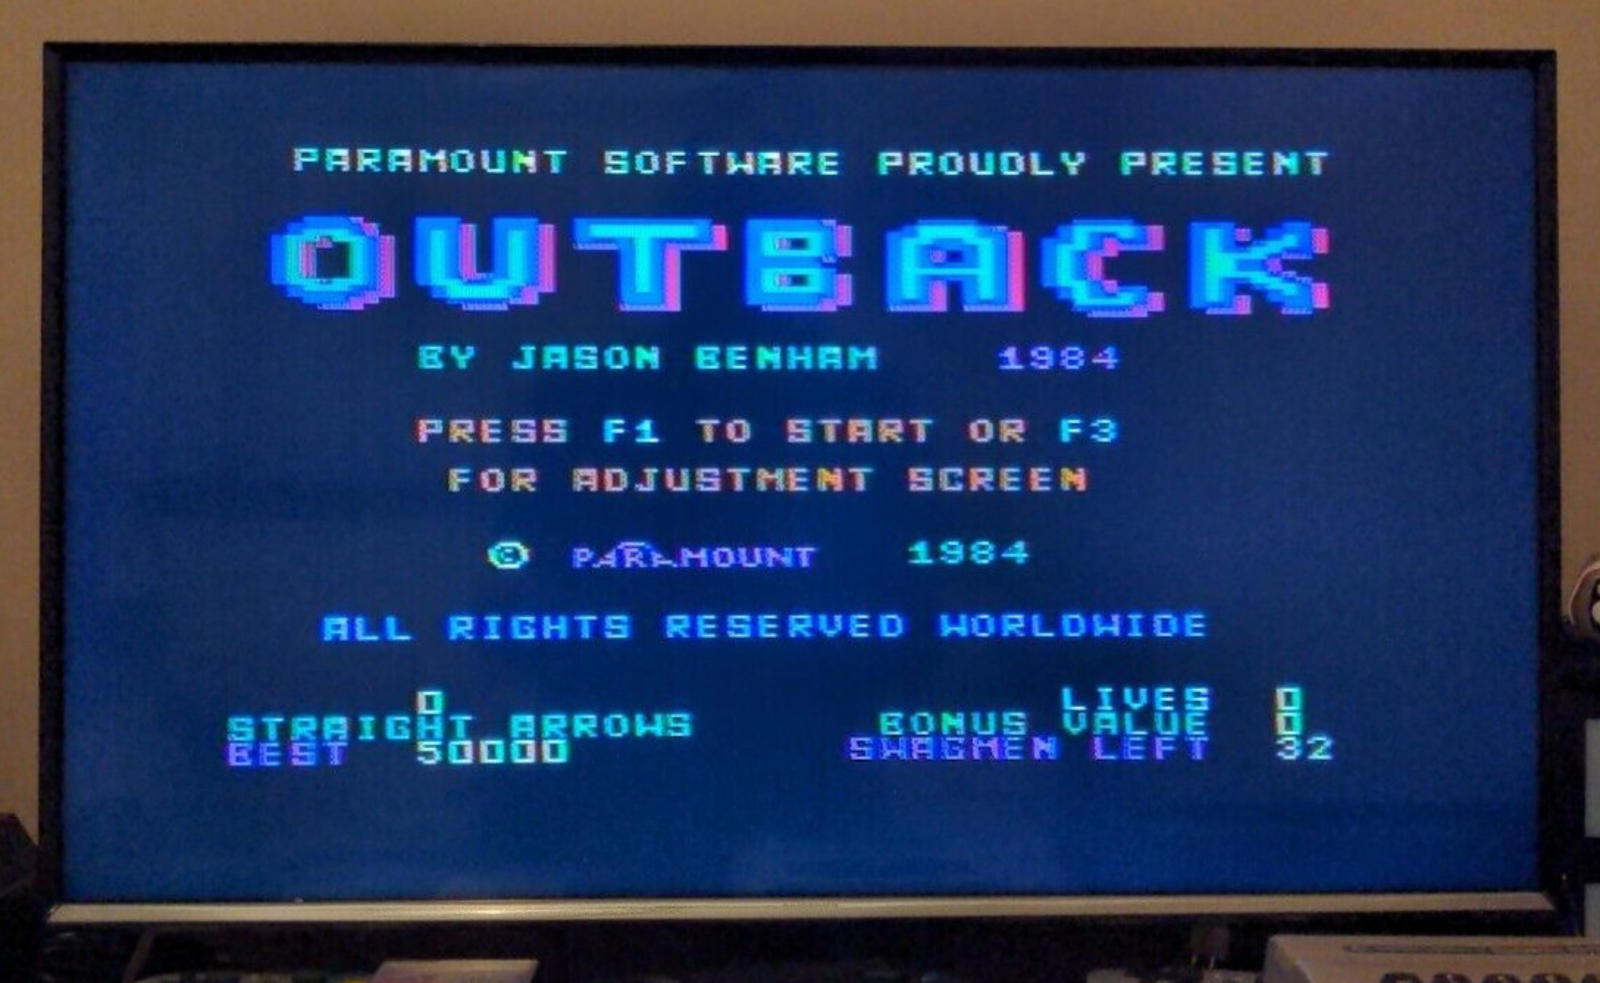 PARAMOUNT SOFTWARE PROUDLY PRESENT
OUTBACK
BY JASON BENHAM 1984
PRESS F1 TO START OR F3
FOR ADJUSTMENT SCREEN
© PARAMOUNT 1984
ALL RIGHTS RESERVED WORLDWIDE
0 LIVES 0
STRAIGHT ARROWS BONUS VALUE 0
BEST 50000 SWAGMEN LEFT 32